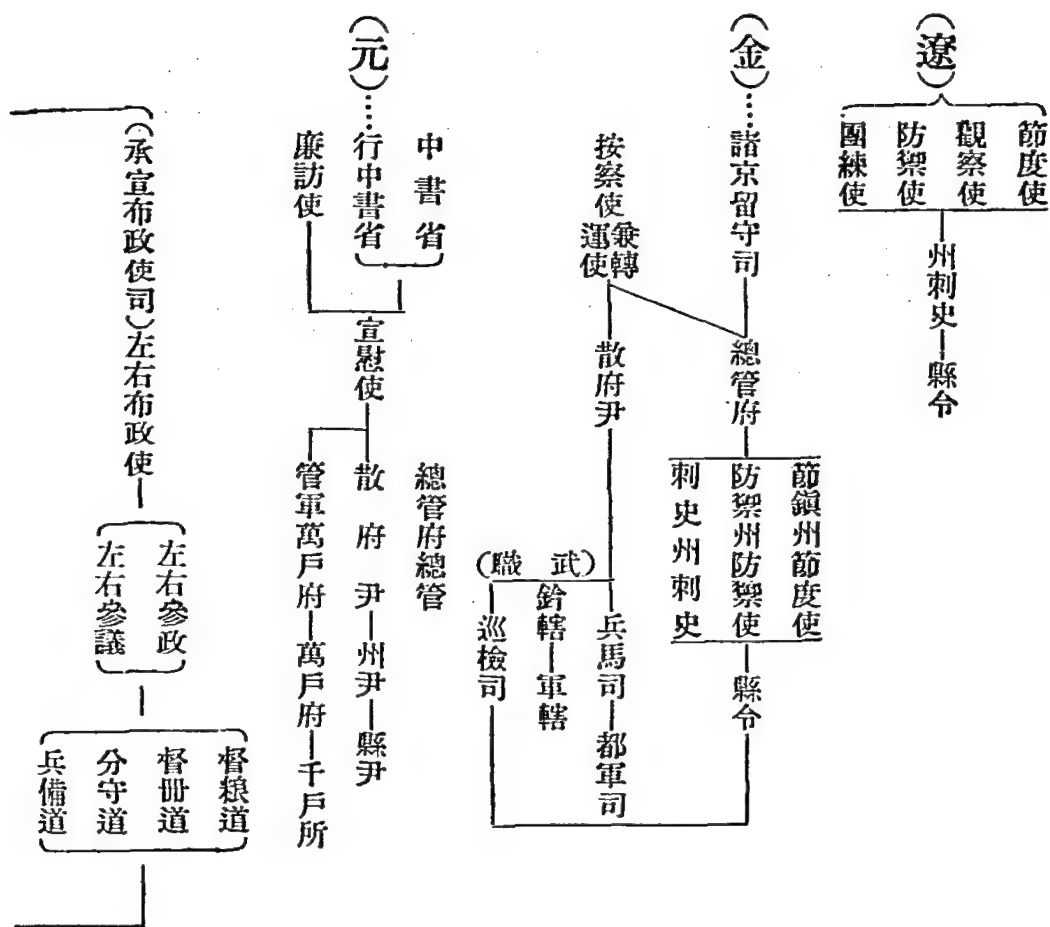 （遼）
節度使
觀察使
防禦使
團練使
州刺史
縣令
（金）
諸京留守司
總管府
節鎮州節度使
防禦州防禦使
刺史州刺史
縣令
按察使
兼轉
運使
散府尹
（武職）
兵馬司
都軍司
鈐轄
軍轄
巡檢司
（元）
中書省
行中書省
廉訪使
宣慰使
總管府總管
散府尹
州尹
縣尹
管軍萬戶府
萬戶府
千戶所
（承宣布政使司）左右布政使
左右參政
左右參議
督糧道
督冊道
分守道
兵備道